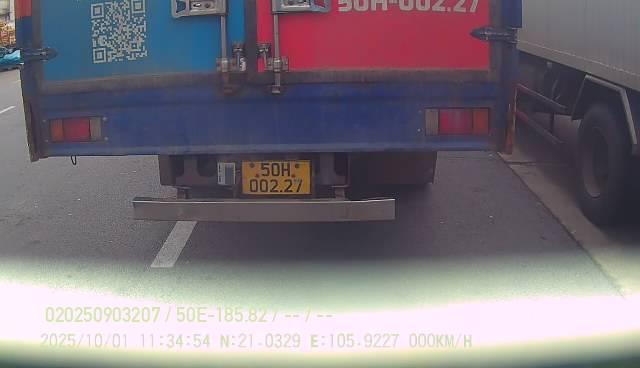 50H-002.27
50H
002.27
020250903207 / 50E-185.82 / -- / --
2025/10/01 11:34:54 N:21.0329 E:105.9227 000KM/H